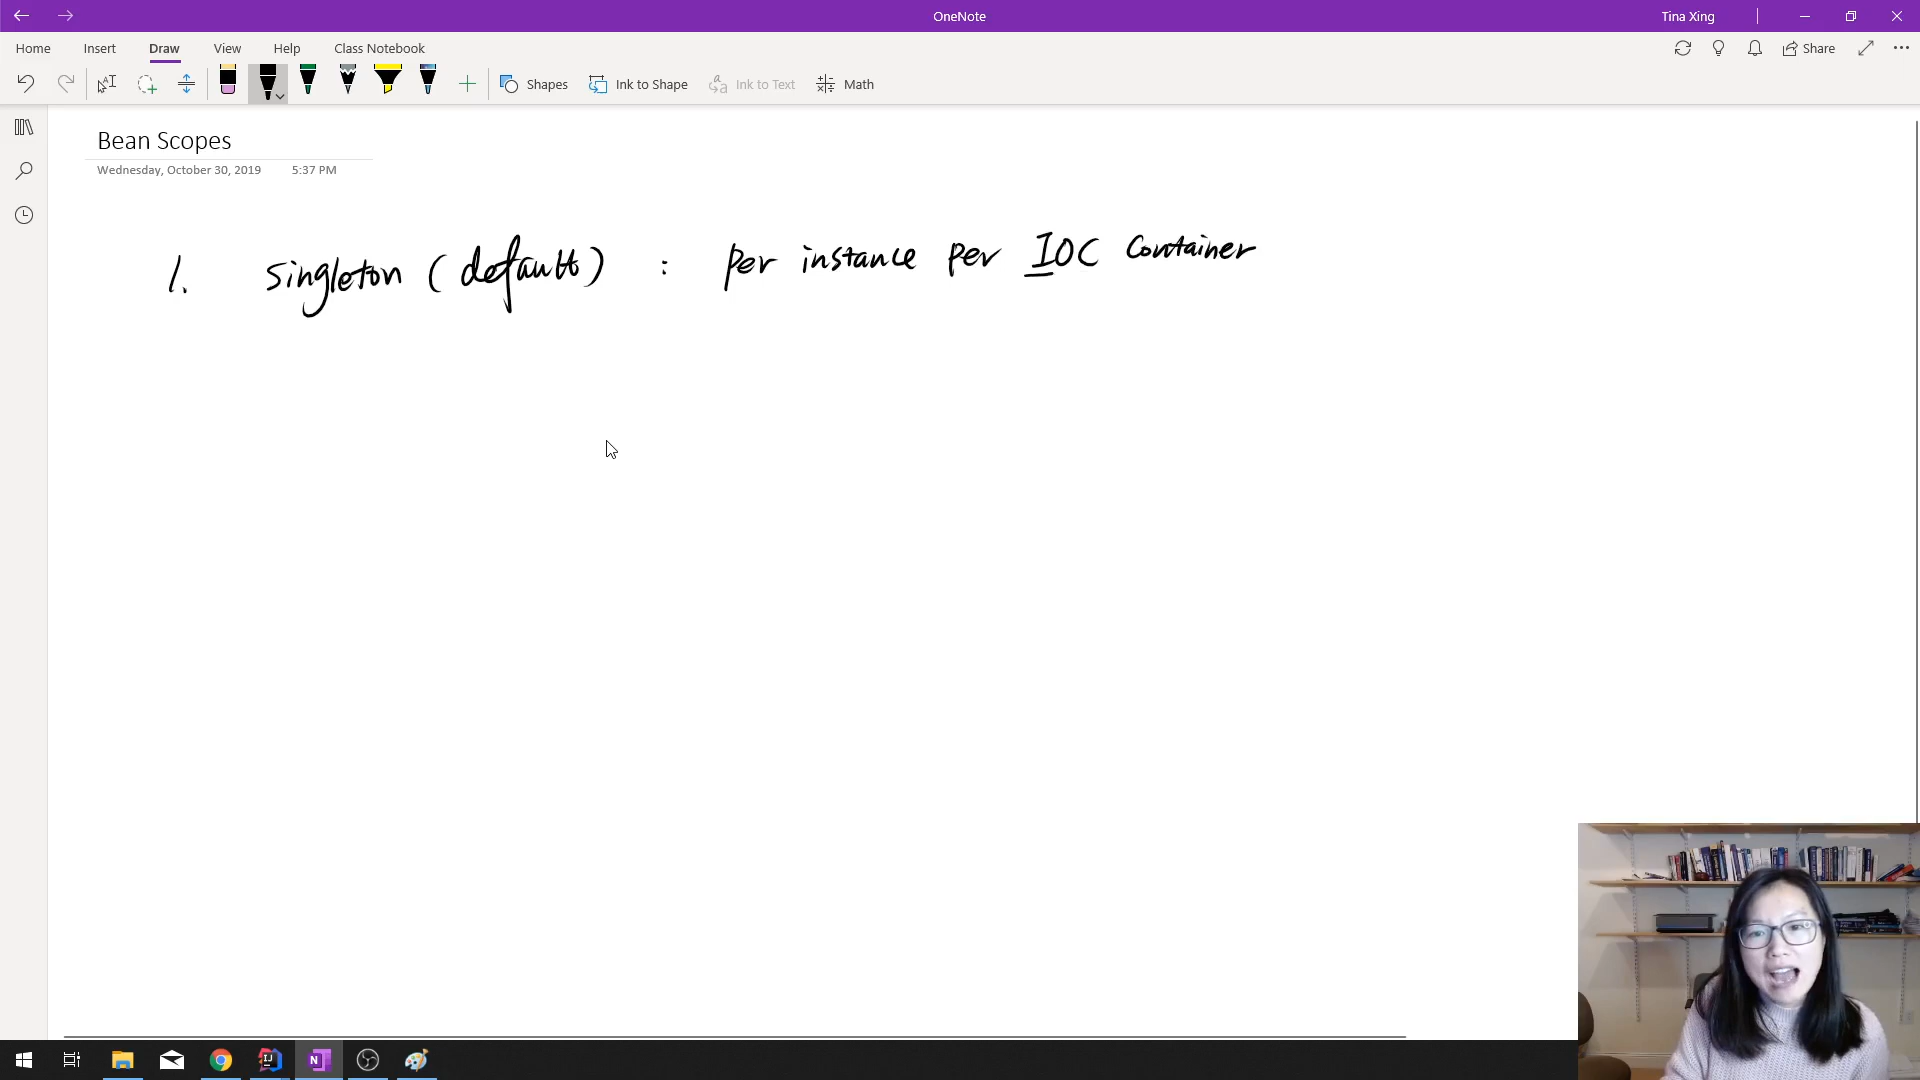 OneNote
Tina Xing
Home Insert Draw View Help Class Notebook
Share
Shapes Ink to Shape Ink to Text Math
Bean Scopes
Wednesday, October 30, 2019 5:37 PM
1. singleton (default) : per instance per IOC Container